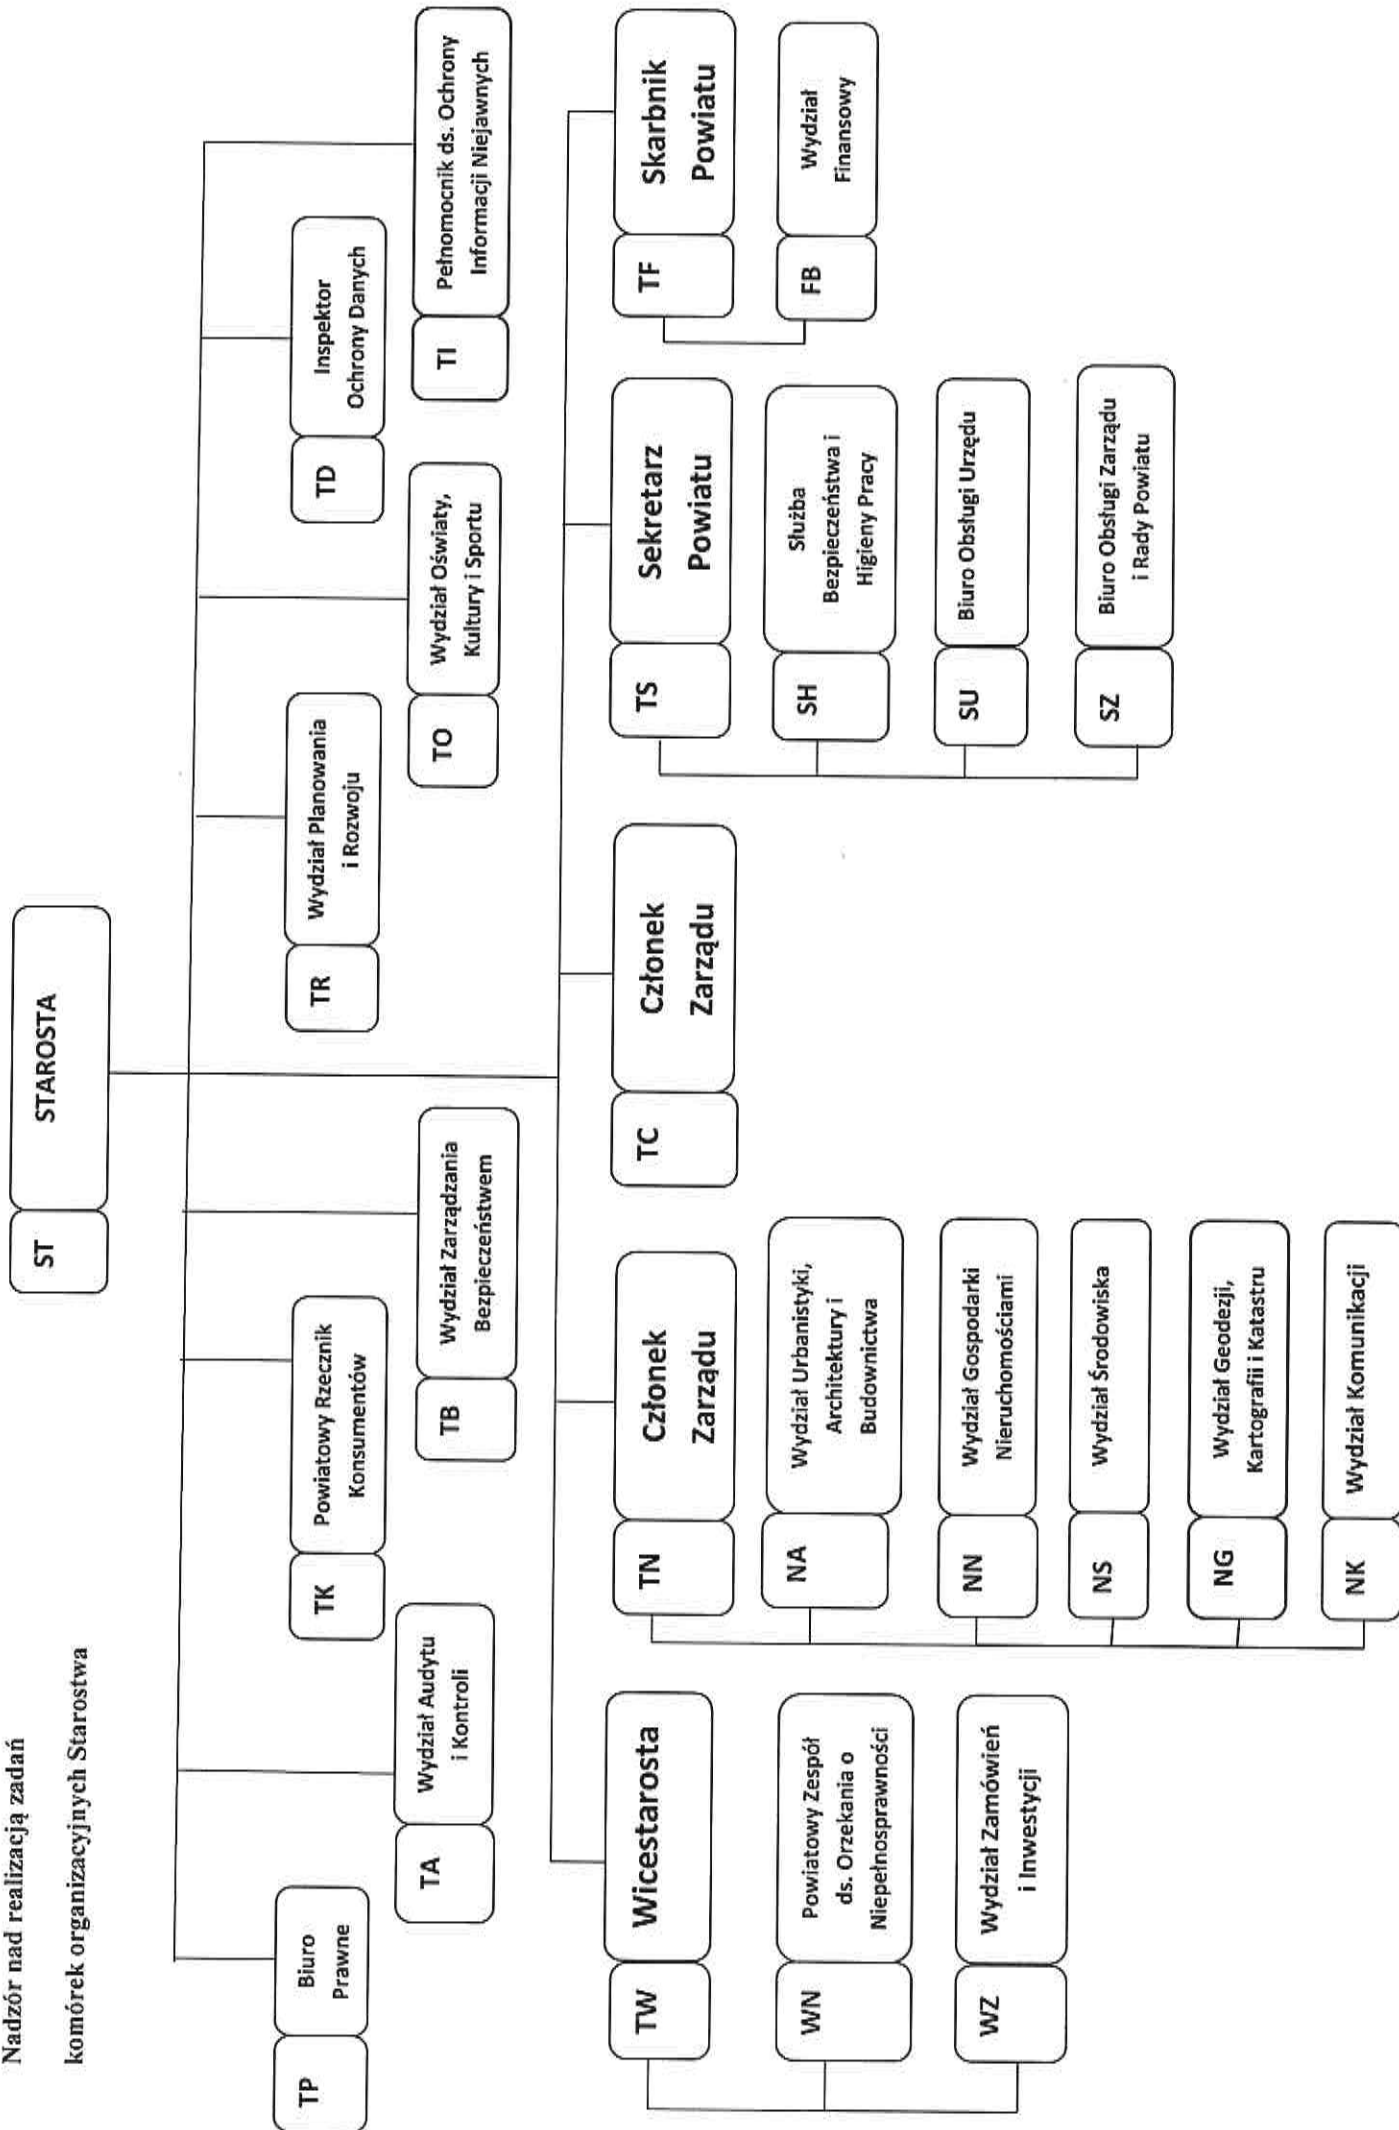 Nadzór nad realizacją zadań
komórek organizacyjnych Starostwa
ST
STAROSTA
TP
Biuro
Prawne
TA
Wydział Audytu
i Kontroli
TK
Powiatowy Rzecznik
Konsumentów
TB
Wydział Zarządzania
Bezpieczeństwem
TR
Wydział Planowania
i Rozwoju
TO
Wydział Oświaty,
Kultury i Sportu
TD
Inspektor
Ochrony Danych
TI
Pełnomocnik ds. Ochrony
Informacji Niejawnych
TW
Wicestarosta
WN
Powiatowy Zespół
ds. Orzekania o
Niepełnosprawności
WZ
Wydział Zamówień
i Inwestycji
TN
Członek
Zarządu
NA
Wydział Urbanistyki,
Architektury i
Budownictwa
NN
Wydział Gospodarki
Nieruchomościami
NS
Wydział Środowiska
NG
Wydział Geodezji,
Kartografii i Katastru
NK
Wydział Komunikacji
TC
Członek
Zarządu
TS
Sekretarz
Powiatu
SH
Służba
Bezpieczeństwa i
Higieny Pracy
SU
Biuro Obsługi Urzędu
SZ
Biuro Obsługi Zarządu
i Rady Powiatu
TF
Skarbnik
Powiatu
FB
Wydział
Finansowy